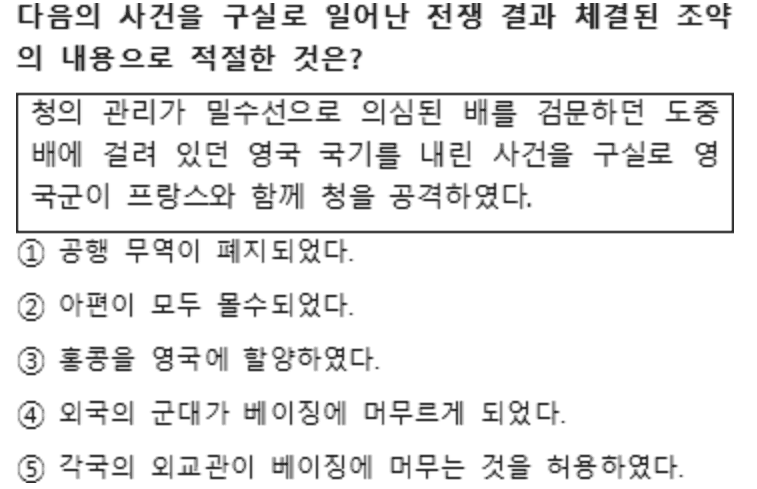 다음의 사건을 구실로 일어난 전쟁 결과 체결된 조약
의 내용으로 적절한 것은?
청의 관리가 밀수선으로 의심된 배를 검문하던 도중
배에 걸려 있던 영국 국기를 내린 사건을 구실로 영
국군이 프랑스와 함께 청을 공격하였다.
① 공행 무역이 폐지되었다.
② 아편이 모두 몰수되었다.
③ 홍콩을 영국에 할양하였다.
④ 외국의 군대가 베이징에 머무르게 되었다.
⑤ 각국의 외교관이 베이징에 머무는 것을 허용하였다.